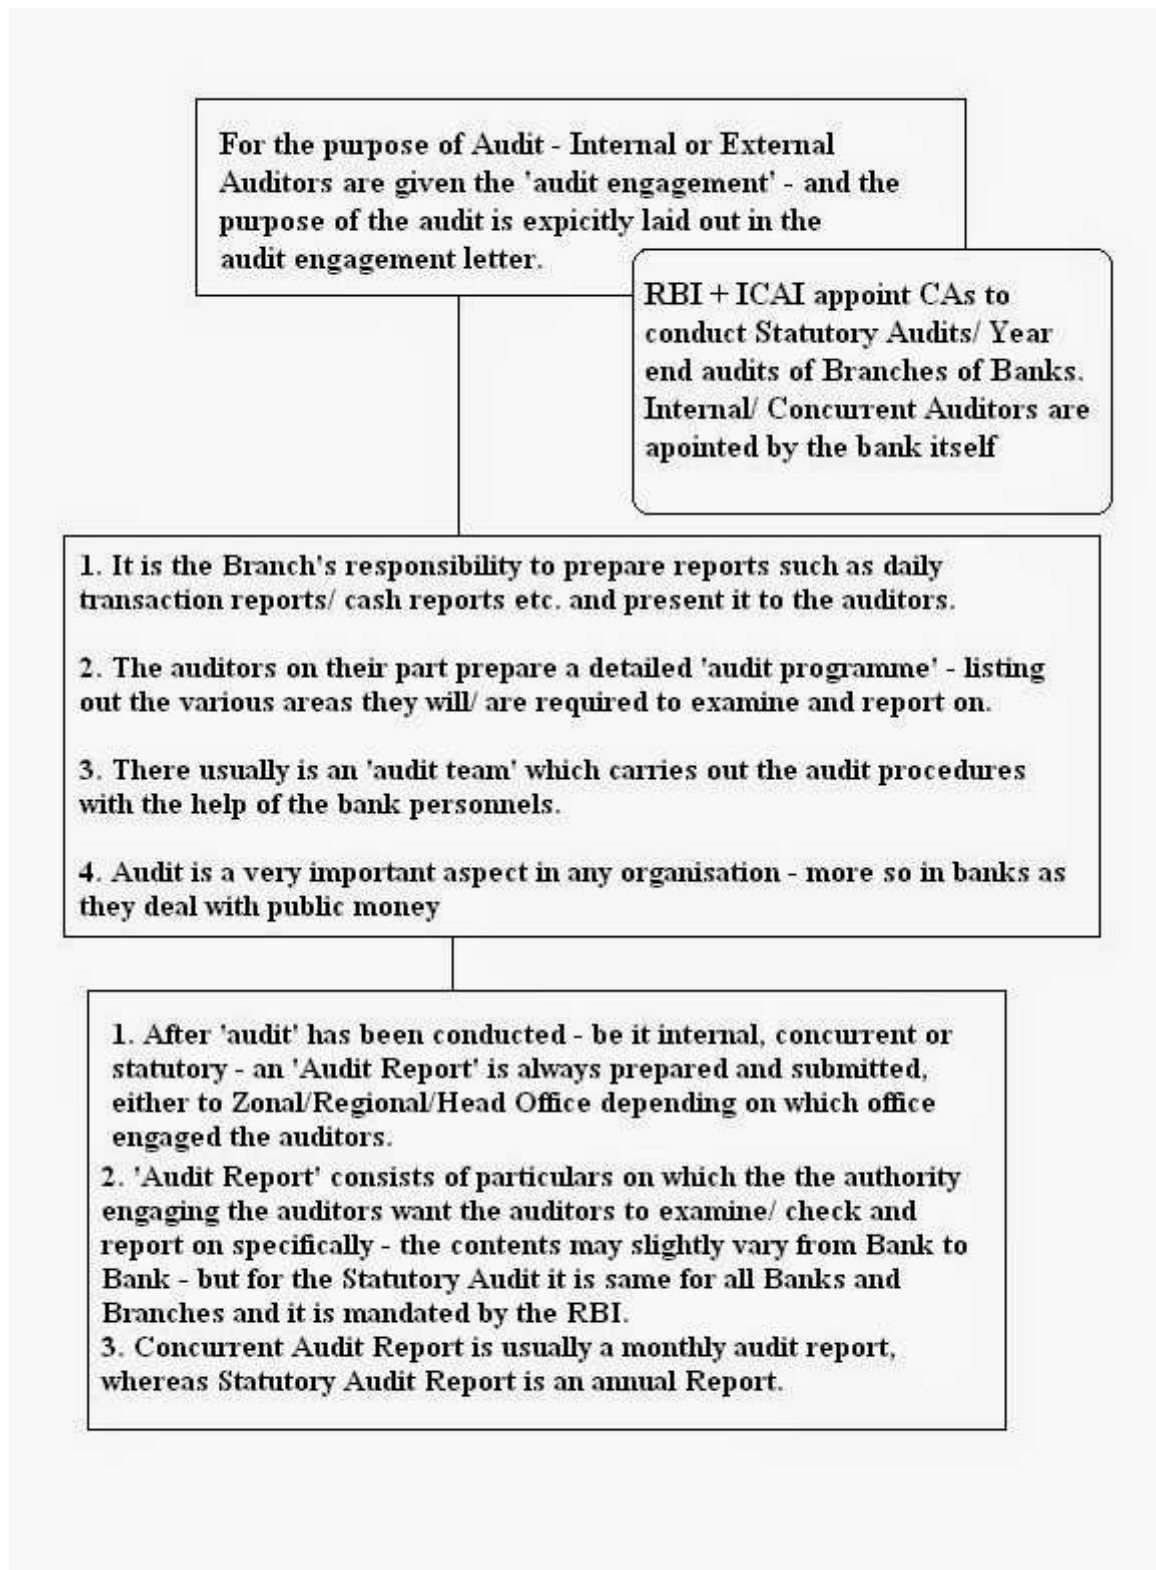 For the purpose of Audit - Internal or External
Auditors are given the 'audit engagement' - and the
purpose of the audit is expicitly laid out in the
audit engagement letter.
RBI + ICAI appoint CAs to
conduct Statutory Audits/ Year
end audits of Branches of Banks.
Internal/ Concurrent Auditors are
apointed by the bank itself
1. It is the Branch's responsibility to prepare reports such as daily
transaction reports/ cash reports etc. and present it to the auditors.
2. The auditors on their part prepare a detailed 'audit programme' - listing
out the various areas they will/ are required to examine and report on.
3. There usually is an 'audit team' which carries out the audit procedures
with the help of the bank personnels.
4. Audit is a very important aspect in any organisation - more so in banks as
they deal with public money
1. After 'audit' has been conducted - be it internal, concurrent or
statutory - an 'Audit Report' is always prepared and submitted,
either to Zonal/Regional/Head Office depending on which office
engaged the auditors.
2. 'Audit Report' consists of particulars on which the the authority
engaging the auditors want the auditors to examine/ check and
report on specifically - the contents may slightly vary from Bank to
Bank - but for the Statutory Audit it is same for all Banks and
Branches and it is mandated by the RBI.
3. Concurrent Audit Report is usually a monthly audit report,
whereas Statutory Audit Report is an annual Report.